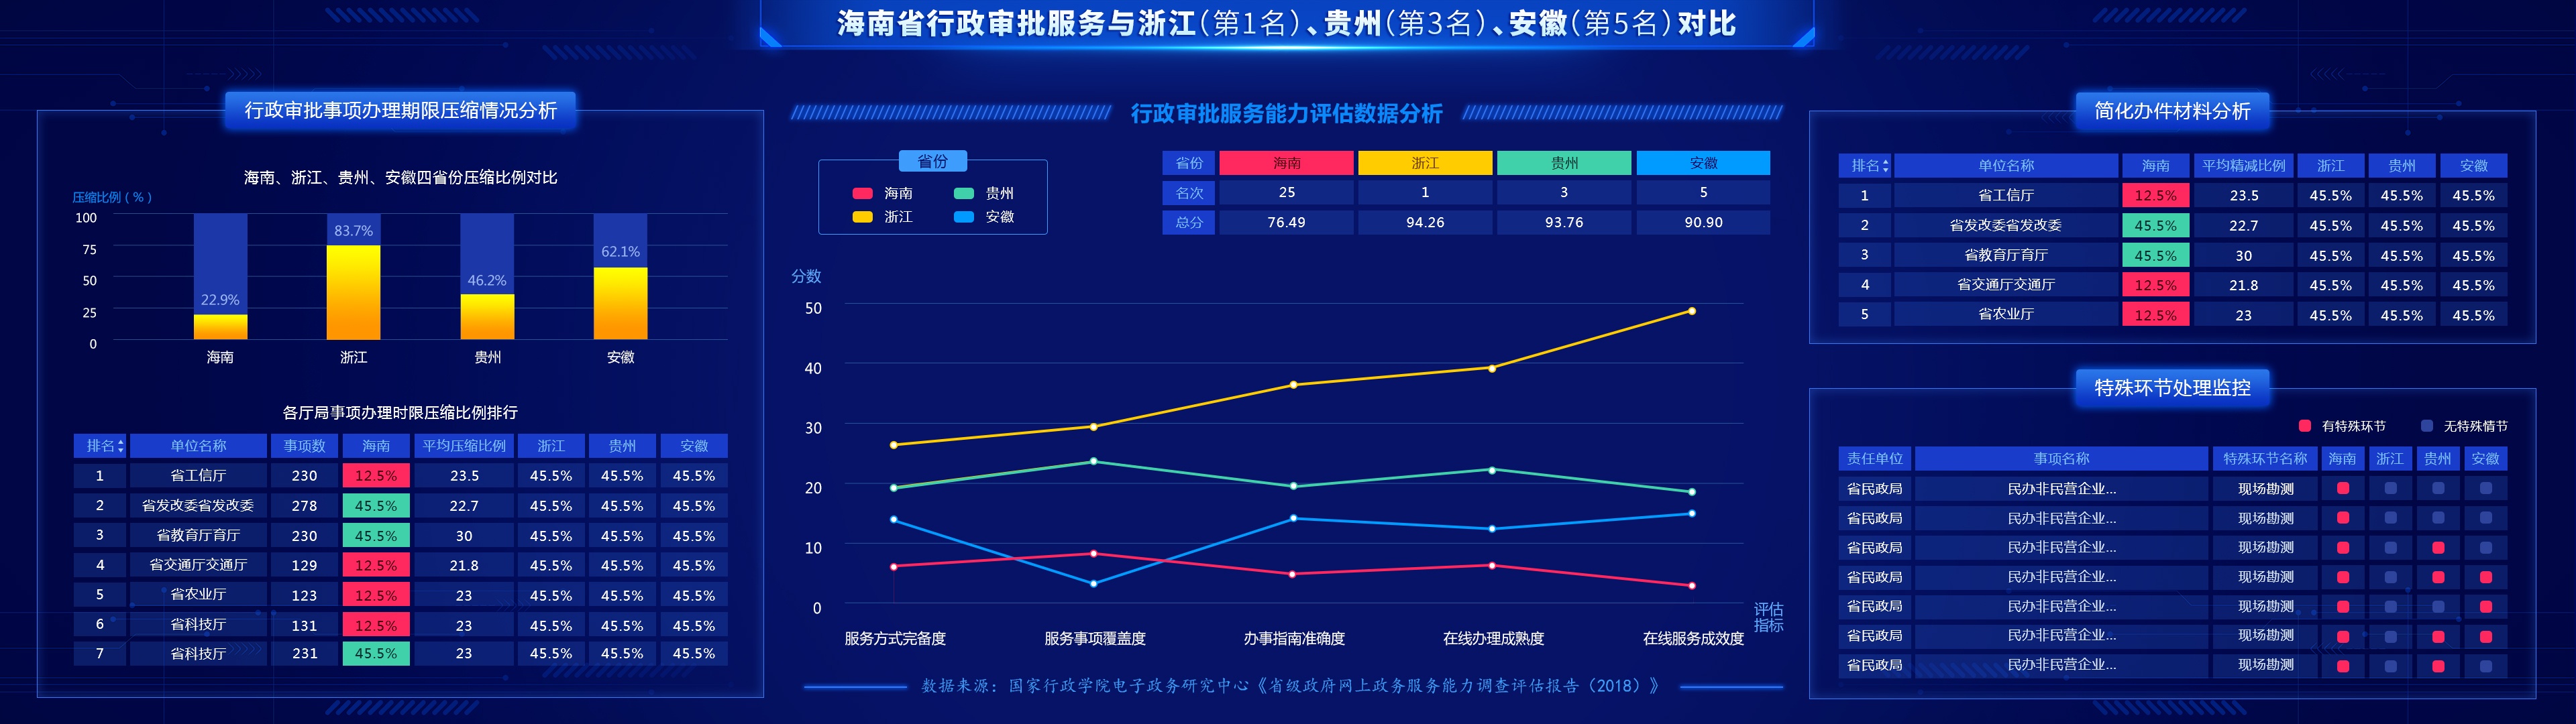 海南省行政审批服务与浙江(第1名)、贵州(第3名)、安徽(第5名)对比
行政审批事项办理期限压缩情况分析
海南、浙江、贵州、安徽四省份压缩比例对比
压缩比例(%)
100
75
50
25
0
22.9%
83.7%
46.2%
62.1%
海南 浙江 贵州 安徽
各厅局事项办理时限压缩比例排行
排名 单位名称 事项数 海南 平均压缩比例 浙江 贵州 安徽
1 省工信厅 230 12.5% 23.5 45.5% 45.5% 45.5%
2 省发改委省发改委 278 45.5% 22.7 45.5% 45.5% 45.5%
3 省教育厅育厅 230 45.5% 30 45.5% 45.5% 45.5%
4 省交通厅交通厅 129 12.5% 21.8 45.5% 45.5% 45.5%
5 省农业厅 123 12.5% 23 45.5% 45.5% 45.5%
6 省科技厅 131 12.5% 23 45.5% 45.5% 45.5%
7 省科技厅 231 45.5% 23 45.5% 45.5% 45.5%
行政审批服务能力评估数据分析
省份
海南 贵州
浙江 安徽
省份 海南 浙江 贵州 安徽
名次 25 1 3 5
总分 76.49 94.26 93.76 90.90
分数
50
40
30
20
10
0
评估
指标
服务方式完备度 服务事项覆盖度 办事指南准确度 在线办理成熟度 在线服务成效度
数据来源：国家行政学院电子政务研究中心《省级政府网上政务服务能力调查评估报告（2018）》
简化办件材料分析
排名 单位名称 海南 平均精减比例 浙江 贵州 安徽
1 省工信厅 12.5% 23.5 45.5% 45.5% 45.5%
2 省发改委省发改委 45.5% 22.7 45.5% 45.5% 45.5%
3 省教育厅育厅 45.5% 30 45.5% 45.5% 45.5%
4 省交通厅交通厅 12.5% 21.8 45.5% 45.5% 45.5%
5 省农业厅 12.5% 23 45.5% 45.5% 45.5%
特殊环节处理监控
有特殊环节 无特殊情节
责任单位 事项名称 特殊环节名称 海南 浙江 贵州 安徽
省民政局 民办非民营企业... 现场勘测
省民政局 民办非民营企业... 现场勘测
省民政局 民办非民营企业... 现场勘测
省民政局 民办非民营企业... 现场勘测
省民政局 民办非民营企业... 现场勘测
省民政局 民办非民营企业... 现场勘测
省民政局 民办非民营企业... 现场勘测